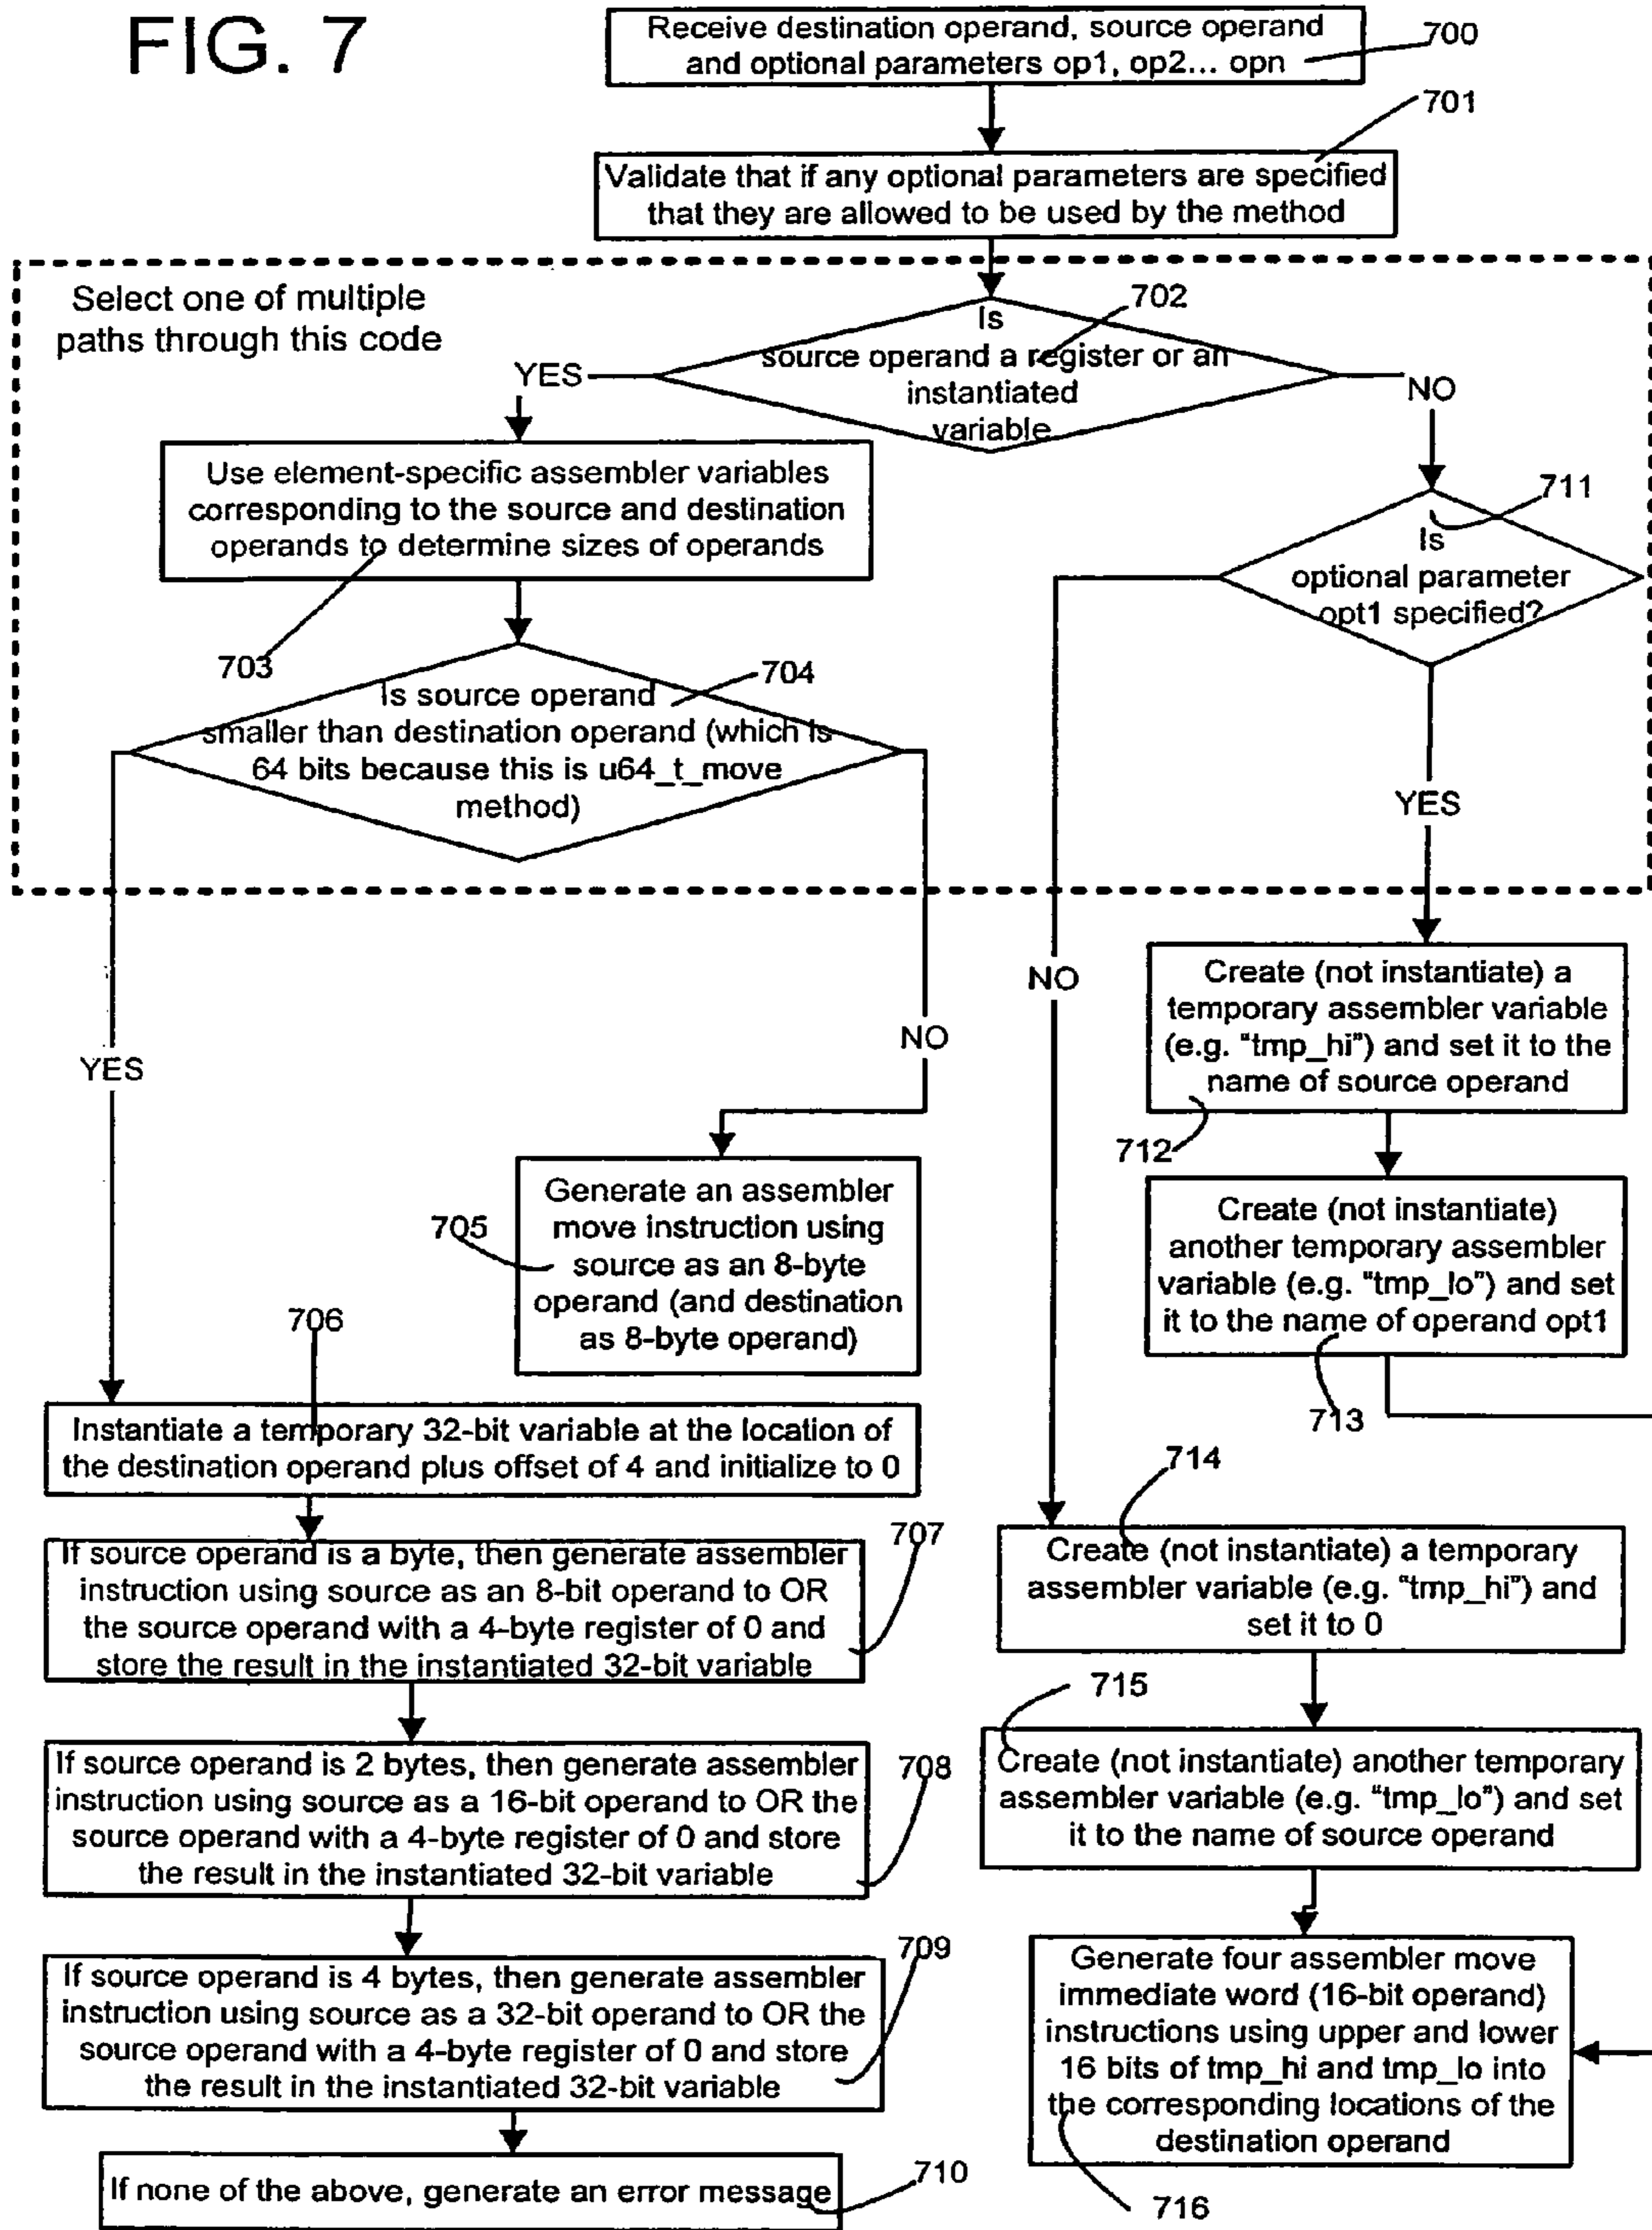 FIG. 7
Receive destination operand, source operand
and optional parameters op1, op2... opn
700
701
Validate that if any optional parameters are specified
that they are allowed to be used by the method
Select one of multiple
paths through this code
702
Is
source operand a register or an
instantiated
variable
YES
NO
Use element-specific assembler variables
corresponding to the source and destination
operands to determine sizes of operands
703
711
Is
optional parameter
opt1 specified?
704
Is source operand
smaller than destination operand (which is
64 bits because this is u64_t_move
method)
YES
NO
YES
NO
Create (not instantiate) a
temporary assembler variable
(e.g. "tmp_hi") and set it to the
name of source operand
712
705
Generate an assembler
move instruction using
source as an 8-byte
operand (and destination
as 8-byte operand)
Create (not instantiate)
another temporary assembler
variable (e.g. "tmp_lo") and set
it to the name of operand opt1
713
706
Instantiate a temporary 32-bit variable at the location of
the destination operand plus offset of 4 and initialize to 0
714
Create (not instantiate) a temporary
assembler variable (e.g. "tmp_hi") and
set it to 0
707
If source operand is a byte, then generate assembler
instruction using source as an 8-bit operand to OR
the source operand with a 4-byte register of 0 and
store the result in the instantiated 32-bit variable
715
Create (not instantiate) another temporary
assembler variable (e.g. "tmp_lo") and set
it to the name of source operand
708
If source operand is 2 bytes, then generate assembler
instruction using source as a 16-bit operand to OR the
source operand with a 4-byte register of 0 and store
the result in the instantiated 32-bit variable
709
If source operand is 4 bytes, then generate assembler
instruction using source as a 32-bit operand to OR the
source operand with a 4-byte register of 0 and store
the result in the instantiated 32-bit variable
Generate four assembler move
immediate word (16-bit operand)
instructions using upper and lower
16 bits of tmp_hi and tmp_lo into
the corresponding locations of the
destination operand
716
If none of the above, generate an error message
710